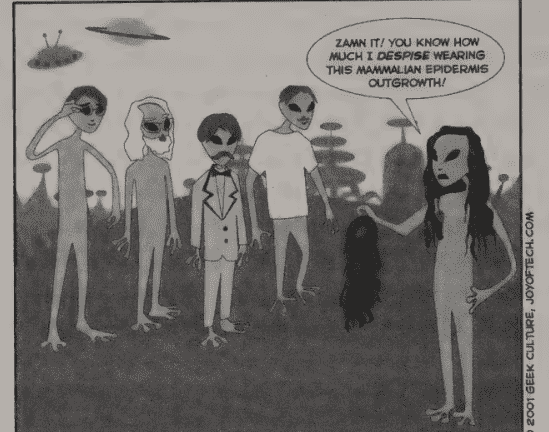 ZAMN IT! YOU KNOW HOW
MUCH I DESPISE WEARING
THIS MAMMALIAN EPIDERMIS
OUTGROWTH!
© 2001 GEEK CULTURE, JOYOFTECH.COM